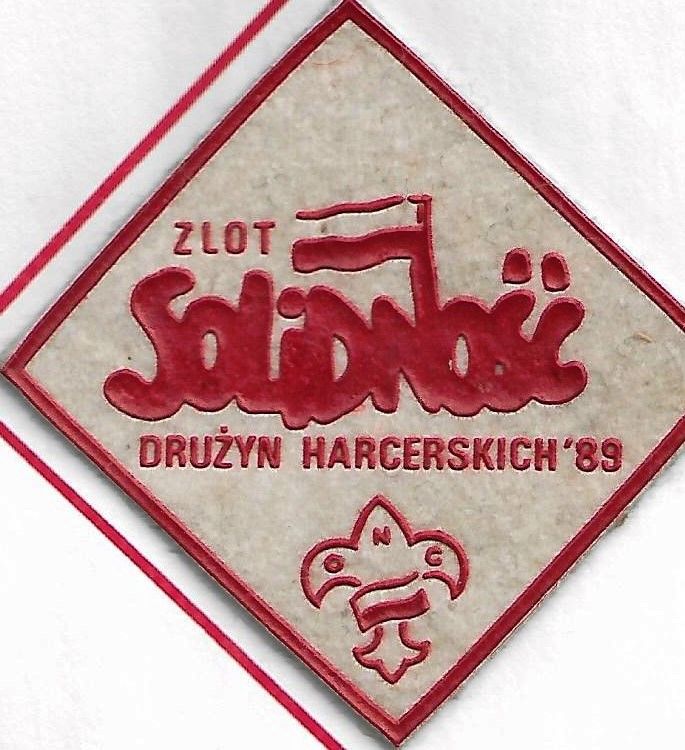 ZLOT
SOLIDNOŚĆ
DRUŻYN HARCERSKICH '89
O N C